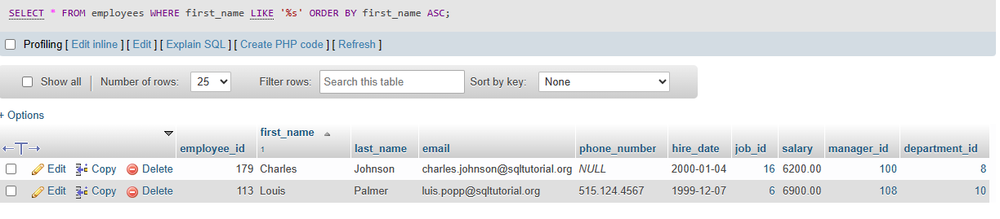 SELECT * FROM employees WHERE first_name LIKE '%s' ORDER BY first_name ASC;
Profiling [ Edit inline ] [ Edit ] [ Explain SQL ] [ Create PHP code ] [ Refresh ]
Show all Number of rows: 25 Filter rows: Search this table Sort by key: None
+ Options
employee_id first_name 1 last_name email phone_number hire_date job_id salary manager_id department_id
Edit Copy Delete 179 Charles Johnson charles.johnson@sqltutorial.org NULL 2000-01-04 16 6200.00 100 8
Edit Copy Delete 113 Louis Palmer luis.popp@sqltutorial.org 515.124.4567 1999-12-07 6 6900.00 108 10